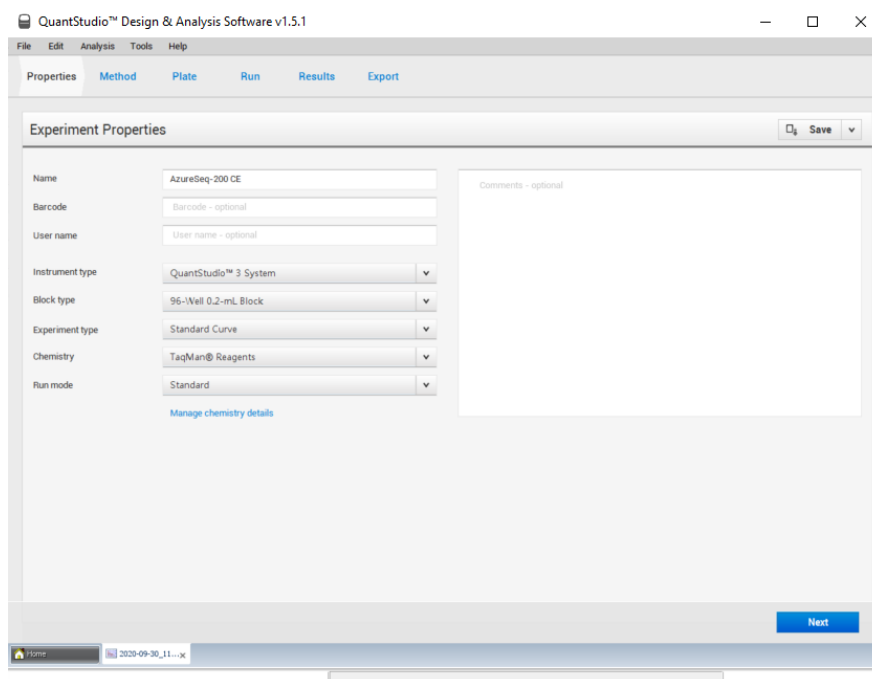 QuantStudio™ Design & Analysis Software v1.5.1
File Edit Analysis Tools Help
Properties Method Plate Run Results Export
Experiment Properties
Save
Name AzureSeq-200 CE
Comments - optional
Barcode Barcode - optional
User name User name - optional
Instrument type QuantStudio™ 3 System
Block type 96-Well 0.2-mL Block
Experiment type Standard Curve
Chemistry TaqMan® Reagents
Run mode Standard
Manage chemistry details
Next
Home 2020-09-30_11...x